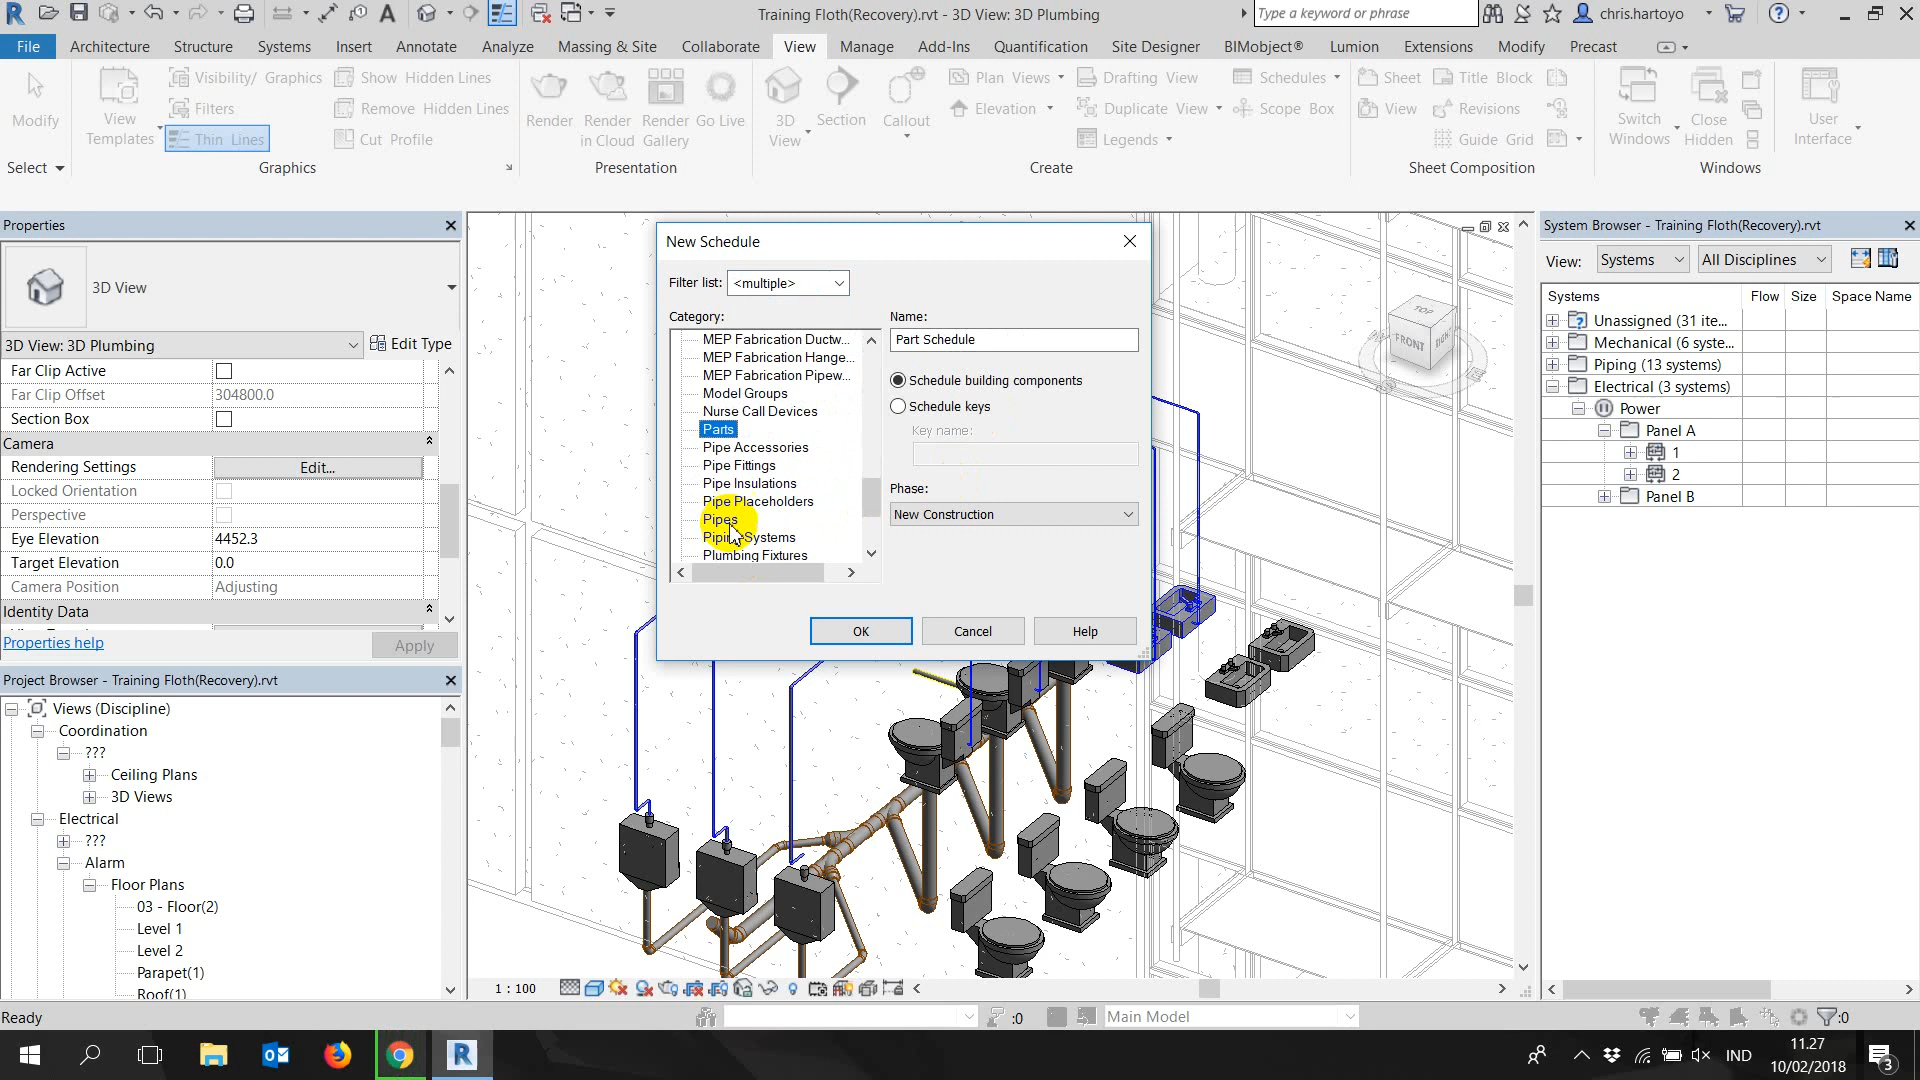 Training Floth(Recovery).rvt - 3D View: 3D Plumbing
Type a keyword or phrase
chris.hartoyo
File Architecture Structure Systems Insert Annotate Analyze Massing & Site Collaborate View Manage Add-Ins Quantification Site Designer BIMobject® Lumion Extensions Modify Precast
Modify
View Templates
Visibility/ Graphics
Filters
Thin Lines
Show Hidden Lines
Remove Hidden Lines
Cut Profile
Render
Render in Cloud
Render Gallery
Go Live
3D View
Section
Callout
Plan Views
Elevation
Drafting View
Duplicate View
Legends
Schedules
Scope Box
Sheet
View
Title Block
Revisions
Guide Grid
Switch Windows
Close Hidden
User Interface
Select
Graphics
Presentation
Create
Sheet Composition
Windows
Properties
3D View
3D View: 3D Plumbing
Edit Type
Far Clip Active
Far Clip Offset 304800.0
Section Box
Camera
Rendering Settings Edit...
Locked Orientation
Perspective
Eye Elevation 4452.3
Target Elevation 0.0
Camera Position Adjusting
Identity Data
Properties help
Apply
Project Browser - Training Floth(Recovery).rvt
Views (Discipline)
Coordination
???
Ceiling Plans
3D Views
Electrical
???
Alarm
Floor Plans
03 - Floor(2)
Level 1
Level 2
Parapet(1)
Roof(1)
New Schedule
Filter list: <multiple>
Category:
MEP Fabrication Ductw...
MEP Fabrication Hange...
MEP Fabrication Pipew...
Model Groups
Nurse Call Devices
Parts
Pipe Accessories
Pipe Fittings
Pipe Insulations
Pipe Placeholders
Pipes
Piping Systems
Plumbing Fixtures
Name:
Part Schedule
Schedule building components
Schedule keys
Key name:
Phase:
New Construction
OK
Cancel
Help
TOP
FRONT
System Browser - Training Floth(Recovery).rvt
View: Systems All Disciplines
Systems Flow Size Space Name
Unassigned (31 ite...
Mechanical (6 syste...
Piping (13 systems)
Electrical (3 systems)
Power
Panel A
1
2
Panel B
1 : 100
Ready
:0
Main Model
:0
IND
11.27
10/02/2018
3